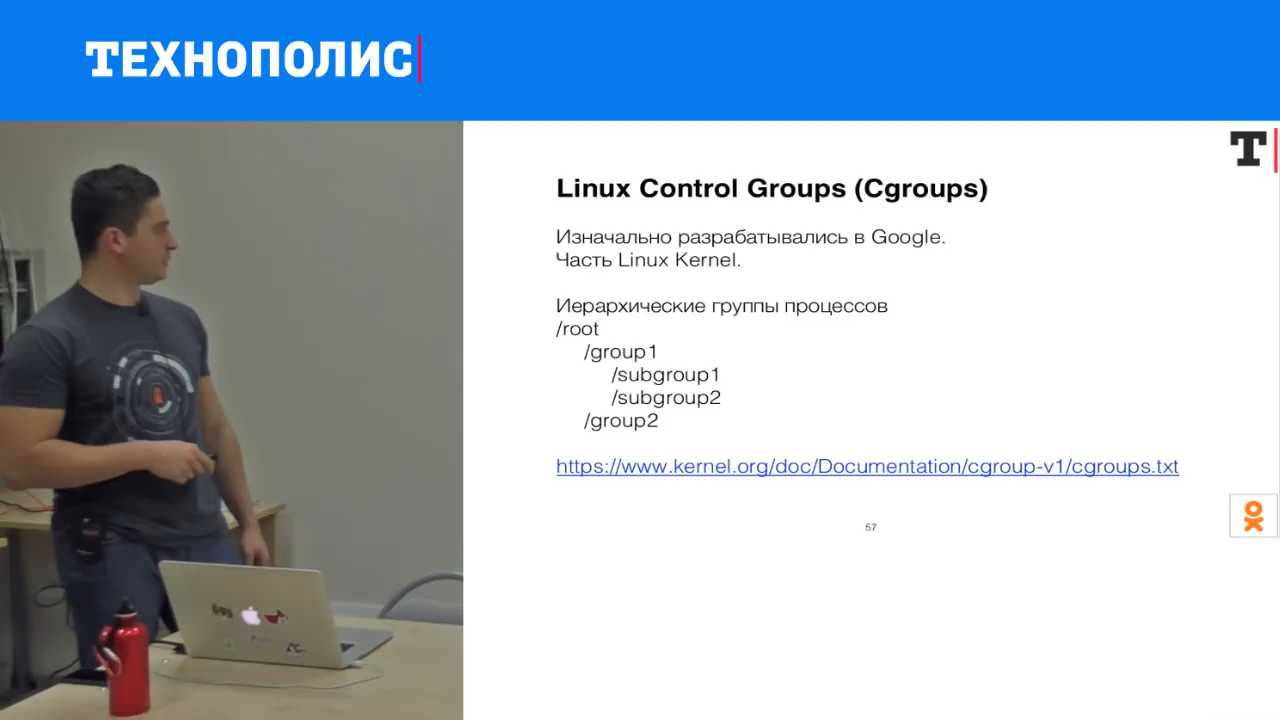 ТЕХНОПОЛИС
Т
Linux Control Groups (Cgroups)
Изначально разрабатывались в Google.
Часть Linux Kernel.
Иерархические группы процессов
/root
/group1
/subgroup1
/subgroup2
/group2
https://www.kernel.org/doc/Documentation/cgroup-v1/cgroups.txt
57